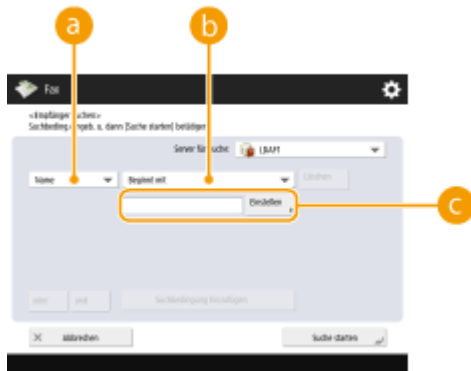 a
b
Fax
<Empfänger suchen>
Suchbeding. eingeb. u. dann [Suche starten] betätigen.
Server für Suche:
LDAP1
Name
Beginnt mit
Löschen
Einstellen
c
oder
und
Suchbedingung hinzufügen
× Abbrechen
Suche starten